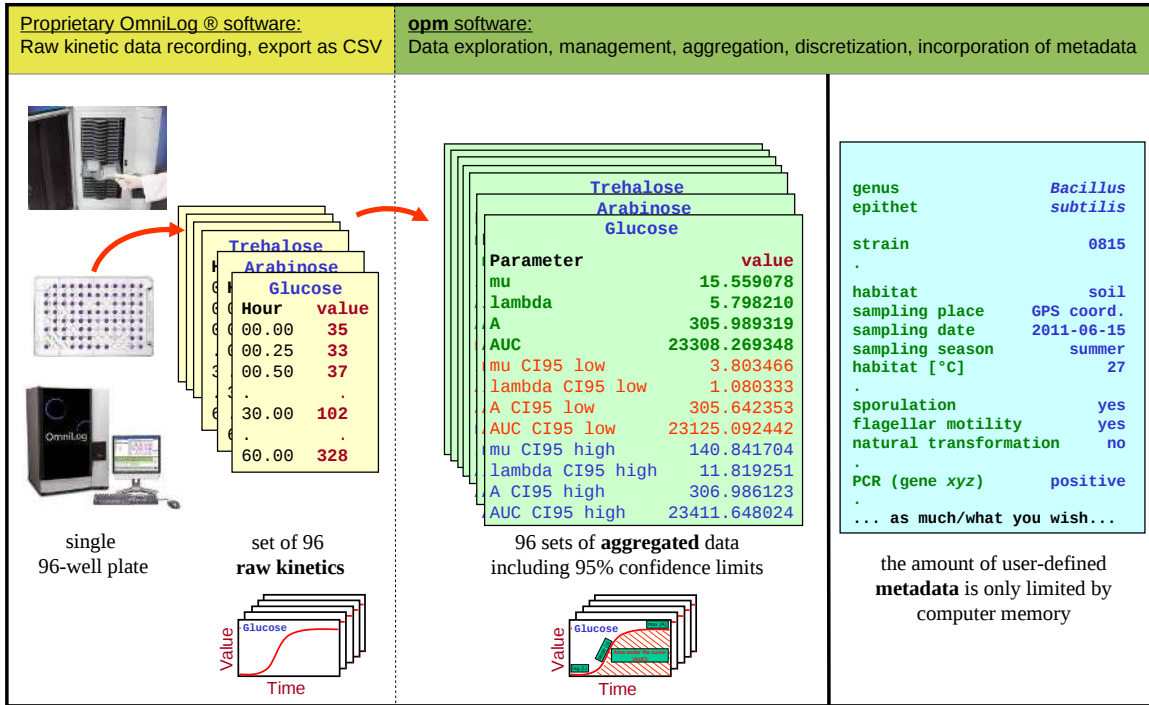 Proprietary OmniLog ® software:
Raw kinetic data recording, export as CSV
opm software:
Data exploration, management, aggregation, discretization, incorporation of metadata
OmniLog
Trehalose
Arabinose
Glucose
Hour value
00.00 35
00.25 33
00.50 37
. .
30.00 102
. .
60.00 328
Trehalose
Arabinose
Glucose
Parameter value
mu 15.559078
lambda 5.798210
A 305.989319
AUC 23308.269348
mu CI95 low 3.803466
lambda CI95 low 1.080333
A CI95 low 305.642353
AUC CI95 low 23125.092442
mu CI95 high 140.841704
lambda CI95 high 11.819251
A CI95 high 306.986123
AUC CI95 high 23411.648024
genus Bacillus
epithet subtilis
strain 0815
.
habitat soil
sampling place GPS coord.
sampling date 2011-06-15
sampling season summer
habitat [°C] 27
.
sporulation yes
flagellar motility yes
natural transformation no
.
PCR (gene xyz) positive
.
... as much/what you wish...
single
96-well plate
set of 96
raw kinetics
96 sets of aggregated data
including 95% confidence limits
the amount of user-defined
metadata is only limited by
computer memory
Glucose
Value
Time
Glucose
Value
Time